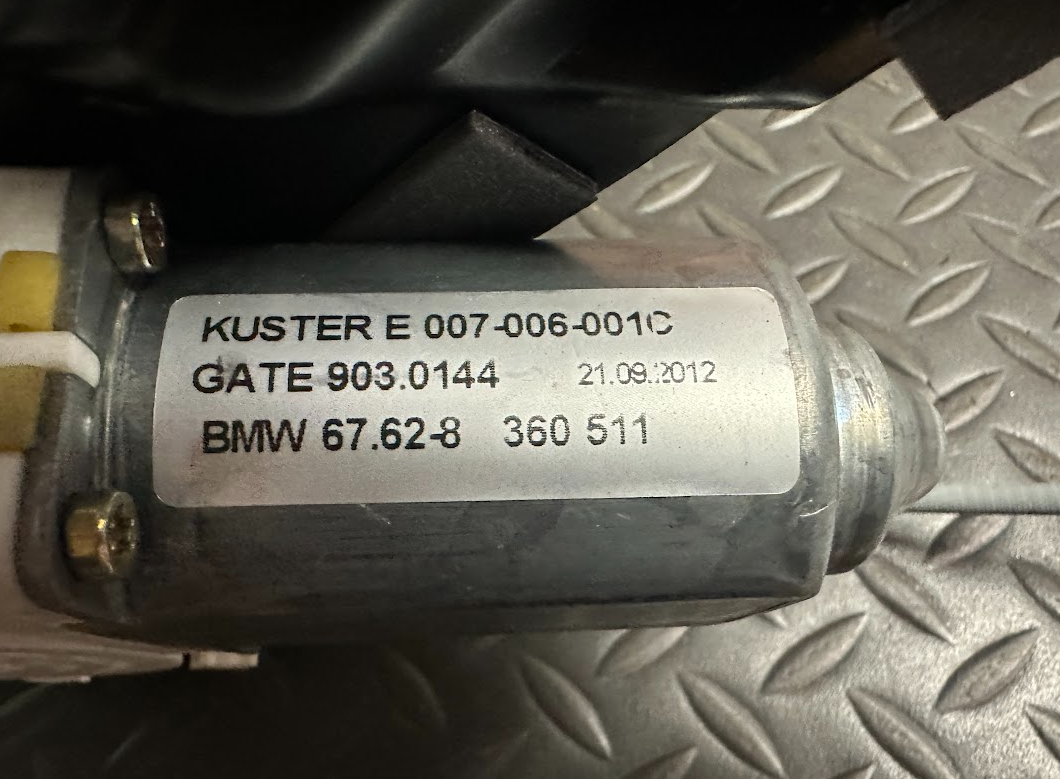 KUSTER E 007-006-001C
GATE 903.0144 21.09.2012
BMW 67.62-8 360 511